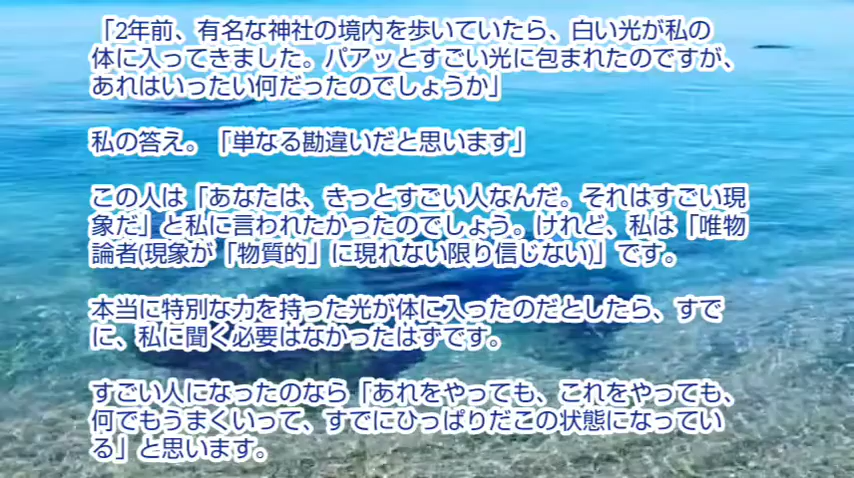 「2年前、有名な神社の境内を歩いていたら、白い光が私の
体に入ってきました。パアッとすごい光に包まれたのですが、
あれはいったい何だったのでしょうか」
私の答え。「単なる勘違いだと思います」
この人は「あなたは、きっとすごい人なんだ。それはすごい現
象だ」と私に言われたかったのでしょう。けれど、私は「唯物
論者(現象が「物質的」に現れない限り信じない)」です。
本当に特別な力を持った光が体に入ったのだとしたら、すで
に、私に聞く必要はなかったはずです。
すごい人になったのなら「あれをやっても、これをやっても、
何でもうまくいって、すでにひっぱりだこの状態になってい
る」と思います。